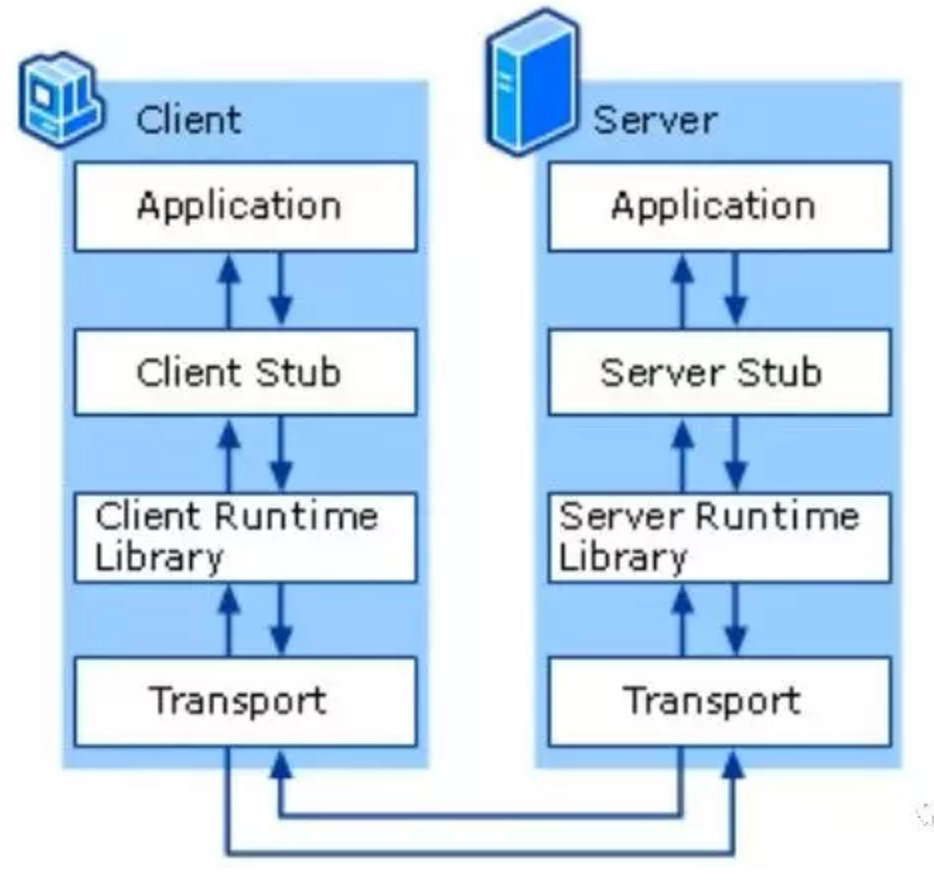 Client
Application
Client Stub
Client Runtime
Library
Transport
Server
Application
Server Stub
Server Runtime
Library
Transport